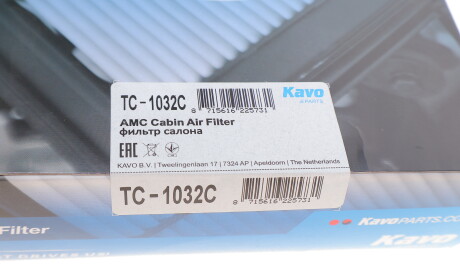 TC-1032C
8 715616 225731
Kavo
PARTS
AMC Cabin Air Filter
фильтр салона
EAC
KAVO B.V. | Tweelingenlaan 17 | 7324 AP | Apeldoorn | The Netherlands
TC-1032C
8 715616 225731
KavoPARTS.COM
Filter
Kavo